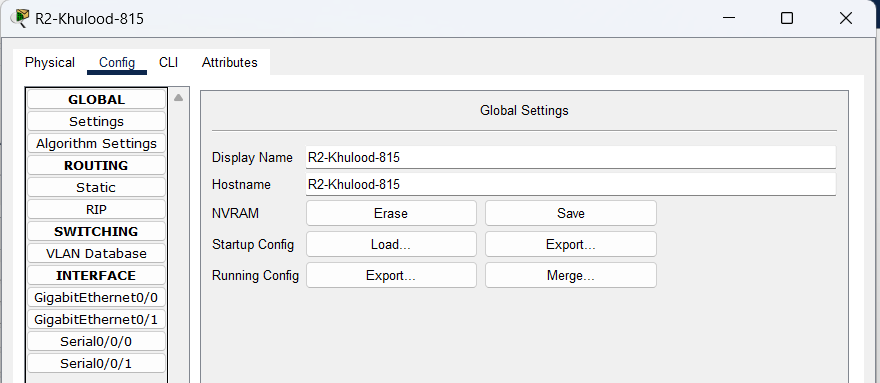 R2-Khulood-815
Physical Config CLI Attributes
GLOBAL
Settings
Algorithm Settings
ROUTING
Static
RIP
SWITCHING
VLAN Database
INTERFACE
GigabitEthernet0/0
GigabitEthernet0/1
Serial0/0/0
Serial0/0/1
Global Settings
Display Name R2-Khulood-815
Hostname R2-Khulood-815
NVRAM Erase Save
Startup Config Load... Export...
Running Config Export... Merge...